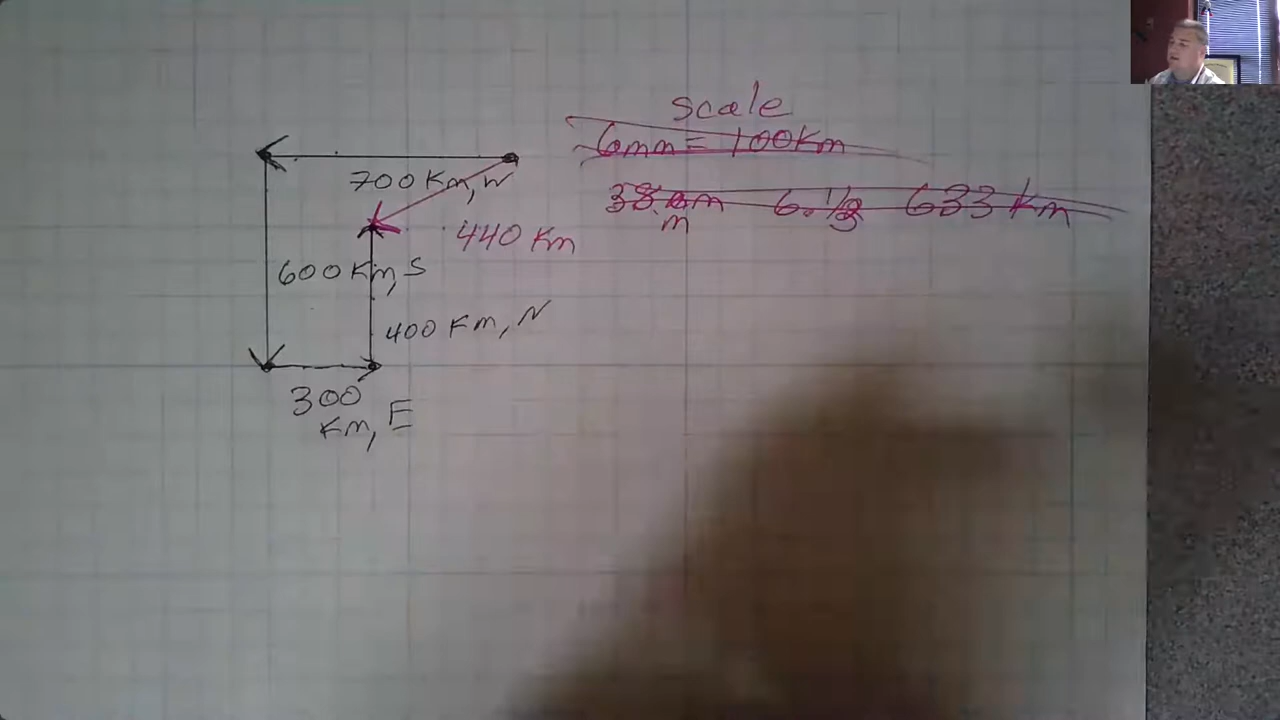 scale
6mm = 100Km
700 Km, W
38 mm 6. 1/3 633 Km
440 Km
600 Km, S
400 Km, N
300
Km, E